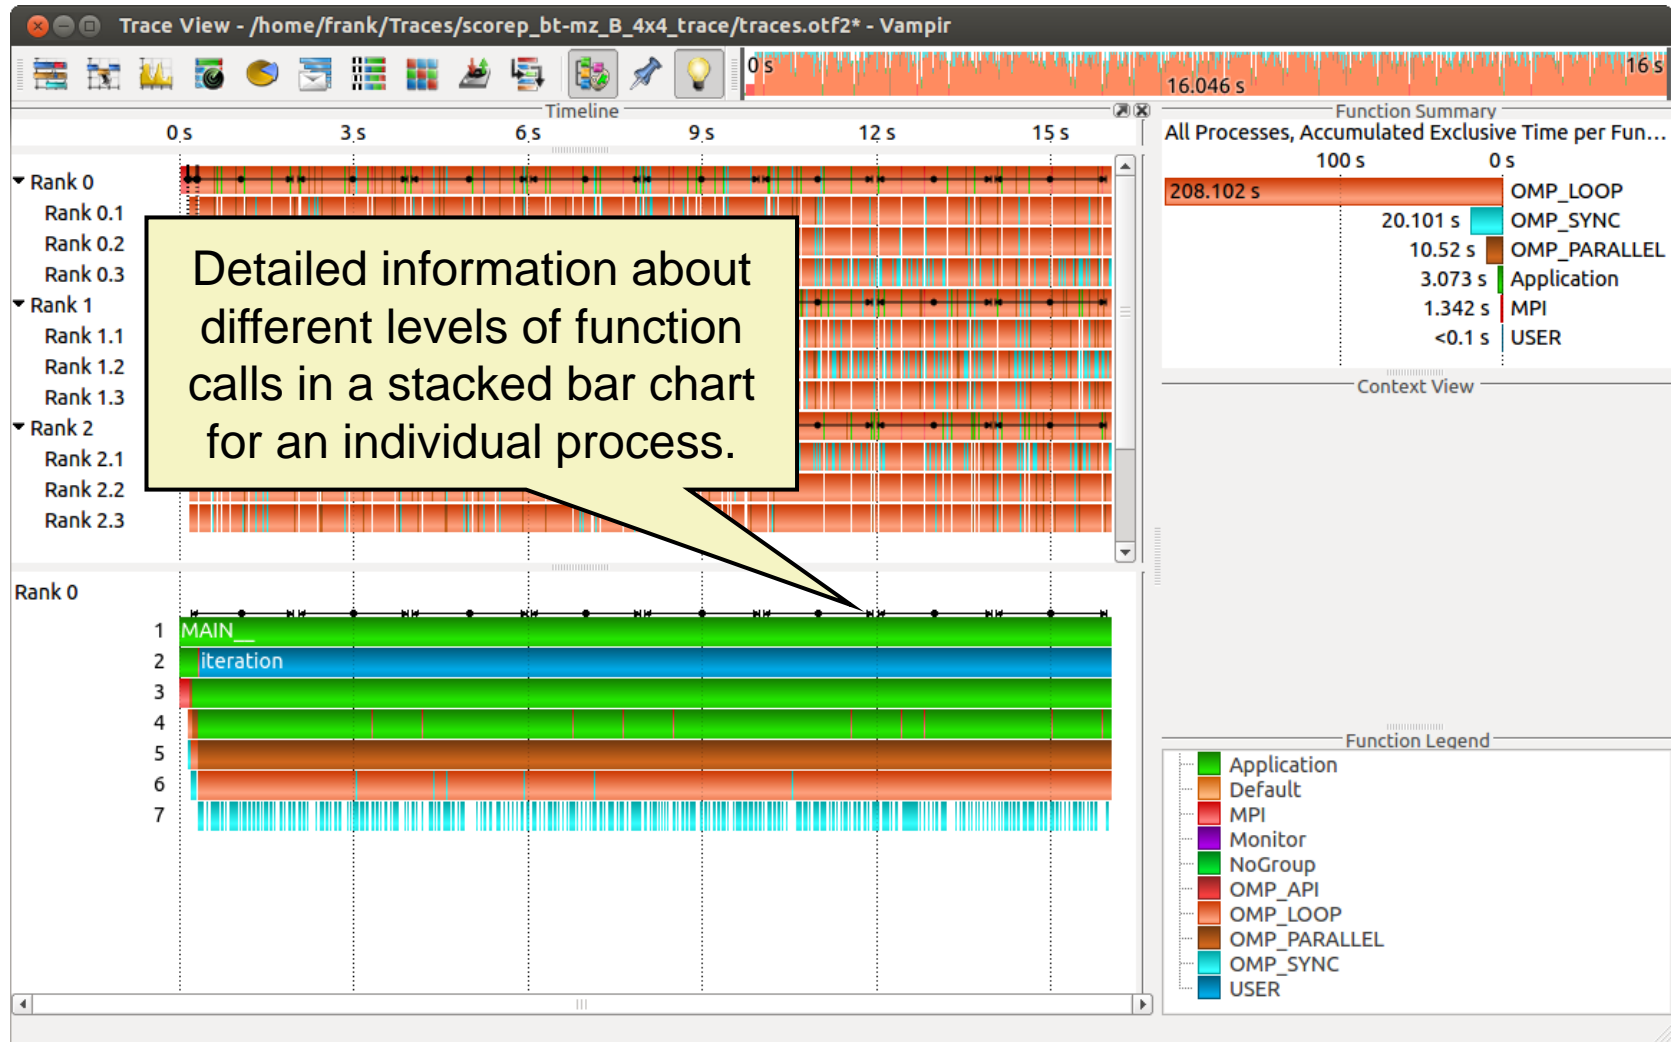 Trace View - /home/frank/Traces/scorep_bt-mz_B_4x4_trace/traces.otf2* - Vampir
0 s
16 s
16.046 s
Timeline
0 s 3 s 6 s 9 s 12 s 15 s
Rank 0
Rank 0.1
Rank 0.2
Rank 0.3
Rank 1
Rank 1.1
Rank 1.2
Rank 1.3
Rank 2
Rank 2.1
Rank 2.2
Rank 2.3
Detailed information about
different levels of function
calls in a stacked bar chart
for an individual process.
Rank 0
1 MAIN__
2 iteration
3
4
5
6
7
Function Summary
All Processes, Accumulated Exclusive Time per Fun...
100 s 0 s
208.102 s OMP_LOOP
20.101 s OMP_SYNC
10.52 s OMP_PARALLEL
3.073 s Application
1.342 s MPI
<0.1 s USER
Context View
Function Legend
Application
Default
MPI
Monitor
NoGroup
OMP_API
OMP_LOOP
OMP_PARALLEL
OMP_SYNC
USER